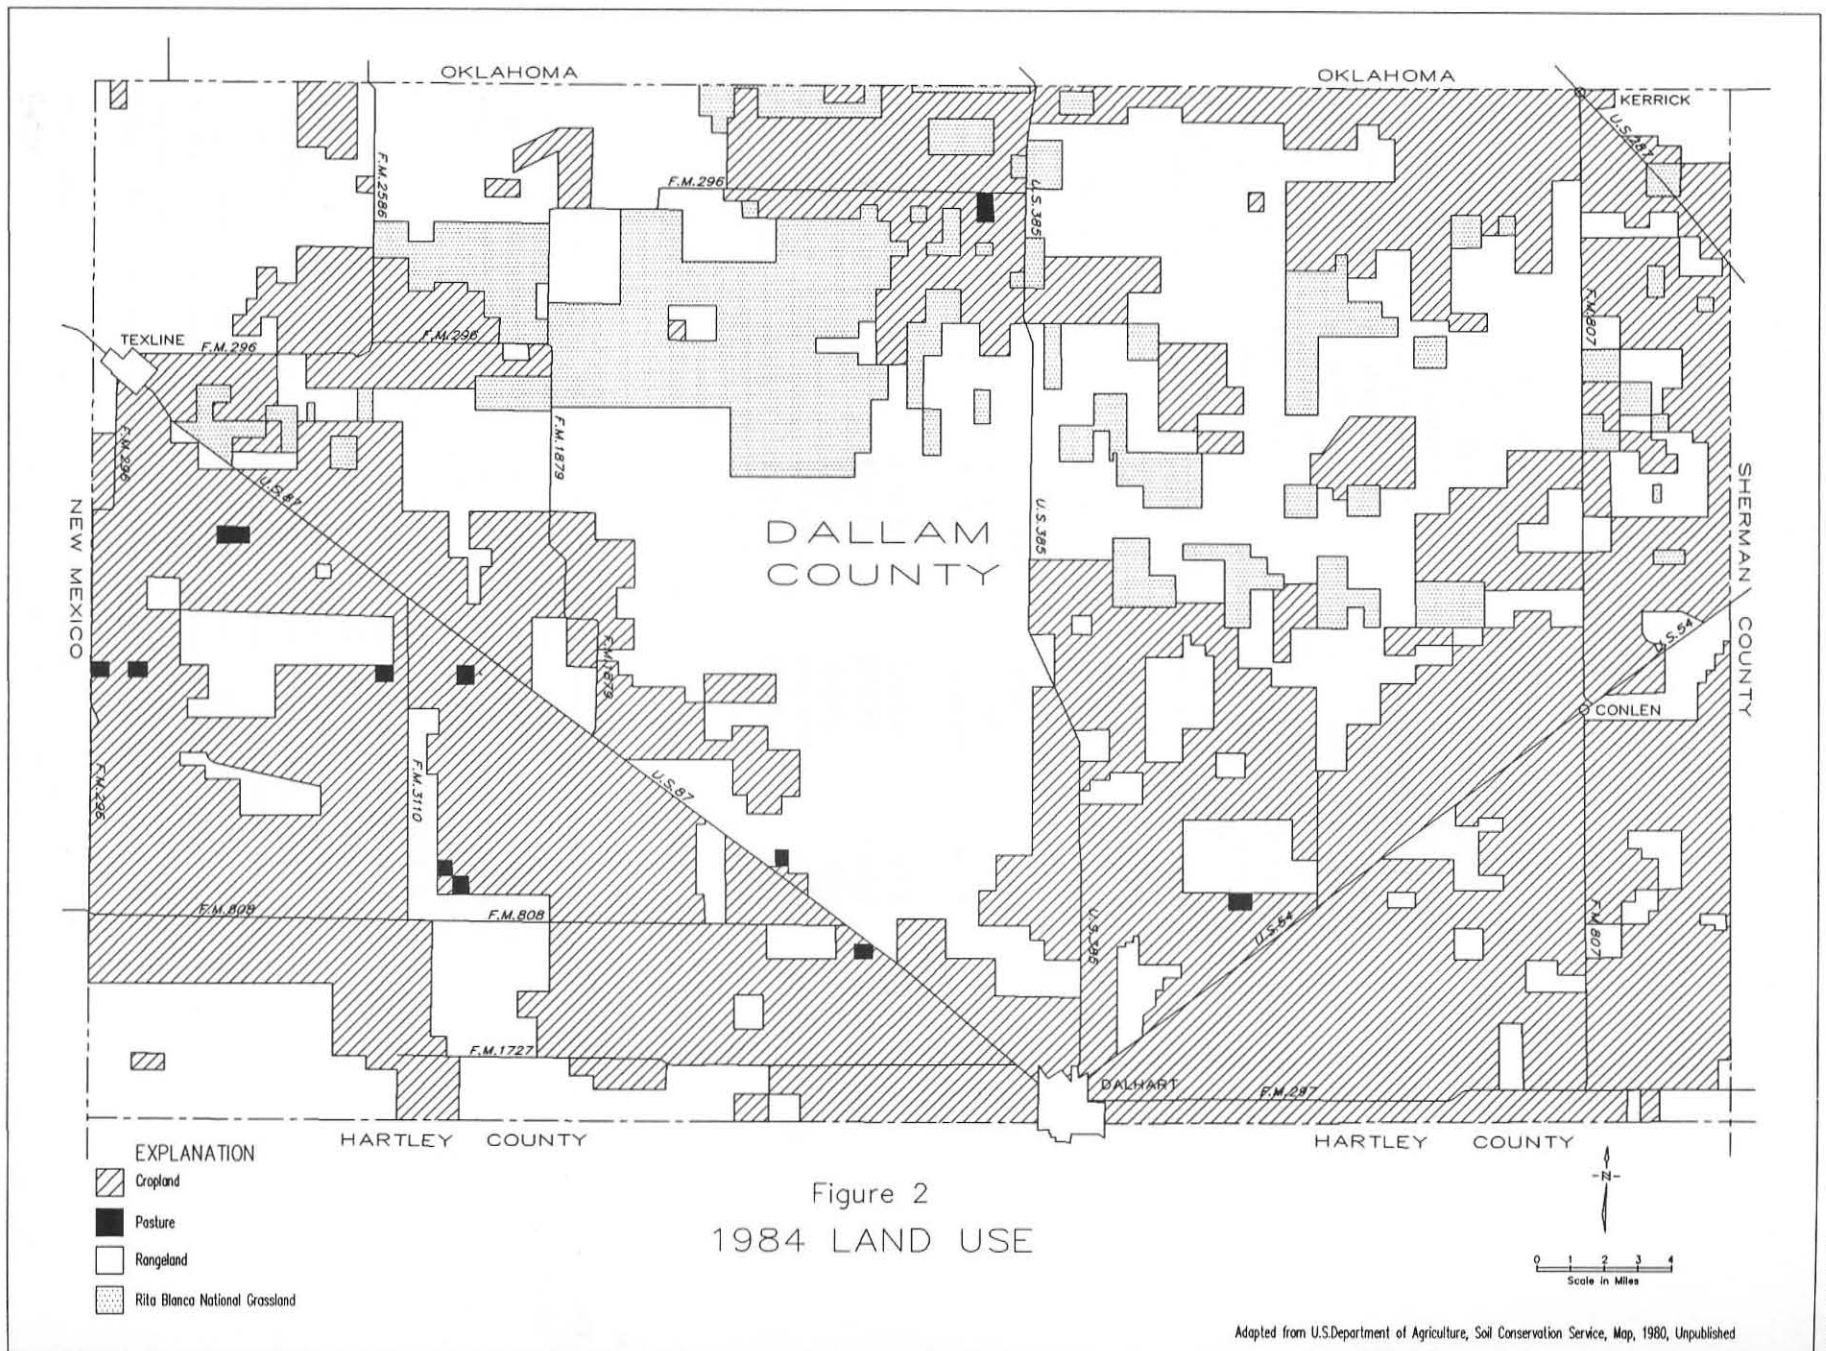 OKLAHOMA
OKLAHOMA
KERRICK
U.S.287
F.M.2586
F.M.296
U.S.385
TEXLINE
F.M.296
F.M.296
F.M.807
F.M.296
U.S.87
F.M.1879
U.S.385
NEW MEXICO
DALLAM
COUNTY
SHERMAN COUNTY
U.S.54
F.M.1879
CONLEN
F.M.296
F.M.3110
U.S.87
F.M.808
F.M.808
U.S.385
U.S.54
F.M.807
F.M.1727
DALHART
F.M.297
HARTLEY COUNTY
HARTLEY COUNTY
EXPLANATION
Cropland
Pasture
Rangeland
Rita Blanca National Grassland
Figure 2
1984 LAND USE
N
0 1 2 3 4
Scale in Miles
Adapted from U.S.Department of Agriculture, Soil Conservation Service, Map, 1980, Unpublished